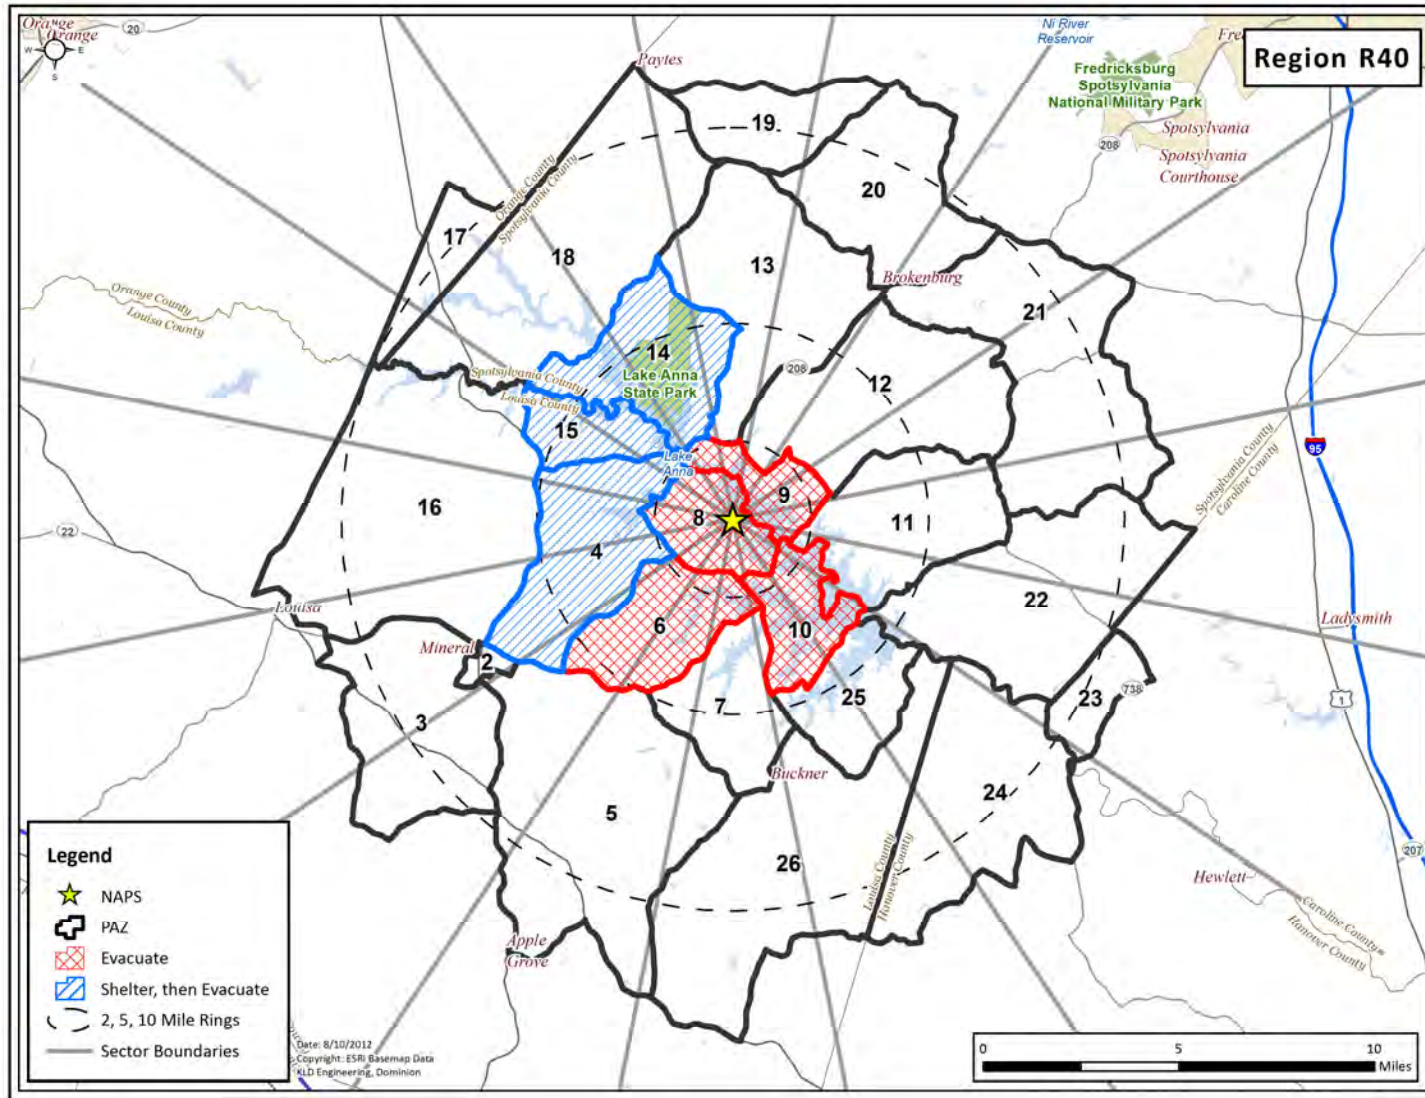 Orange
Orange
N
W
E
S
20
Ni River
Reservoir
Fredricksburg
Spotsylvania
National Military Park
Region R40
Spotsylvania
208
Spotsylvania
Courthouse
Paytes
19
20
17
Orange County
Spotsylvania County
18
13
Brokenburg
21
Orange County
Louisa County
14
Lake Anna
State Park
208
12
Spotsylvania County
Louisa County
15
Lake
Anna
95
Spotsylvania County
Caroline County
9
16
8
11
22
4
22
Louisa
Mineral
2
6
10
Ladysmith
3
7
25
23
738
1
Buckner
5
24
26
Louisa County
Hanover County
207
Hewlett
Caroline County
Hanover County
Apple
Grove
Legend
NAPS
PAZ
Evacuate
Shelter, then Evacuate
2, 5, 10 Mile Rings
Sector Boundaries
Date: 8/10/2012
Copyright: ESRI Basemap Data
KLD Engineering, Dominion
0
5
10
Miles